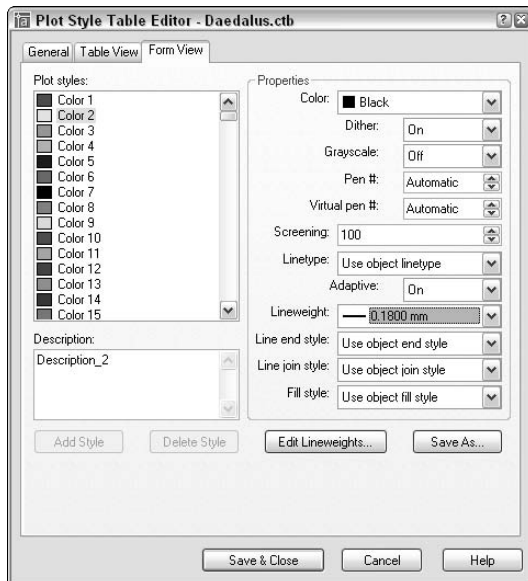 Plot Style Table Editor - Daedalus.ctb
General Table View Form View
Plot styles:
Color 1
Color 2
Color 3
Color 4
Color 5
Color 6
Color 7
Color 8
Color 9
Color 10
Color 11
Color 12
Color 13
Color 14
Color 15
Description:
Description_2
Add Style Delete Style
Properties
Color: Black
Dither: On
Grayscale: Off
Pen #: Automatic
Virtual pen #: Automatic
Screening: 100
Linetype: Use object linetype
Adaptive: On
Lineweight: 0.1800 mm
Line end style: Use object end style
Line join style: Use object join style
Fill style: Use object fill style
Edit Lineweights... Save As...
Save & Close Cancel Help